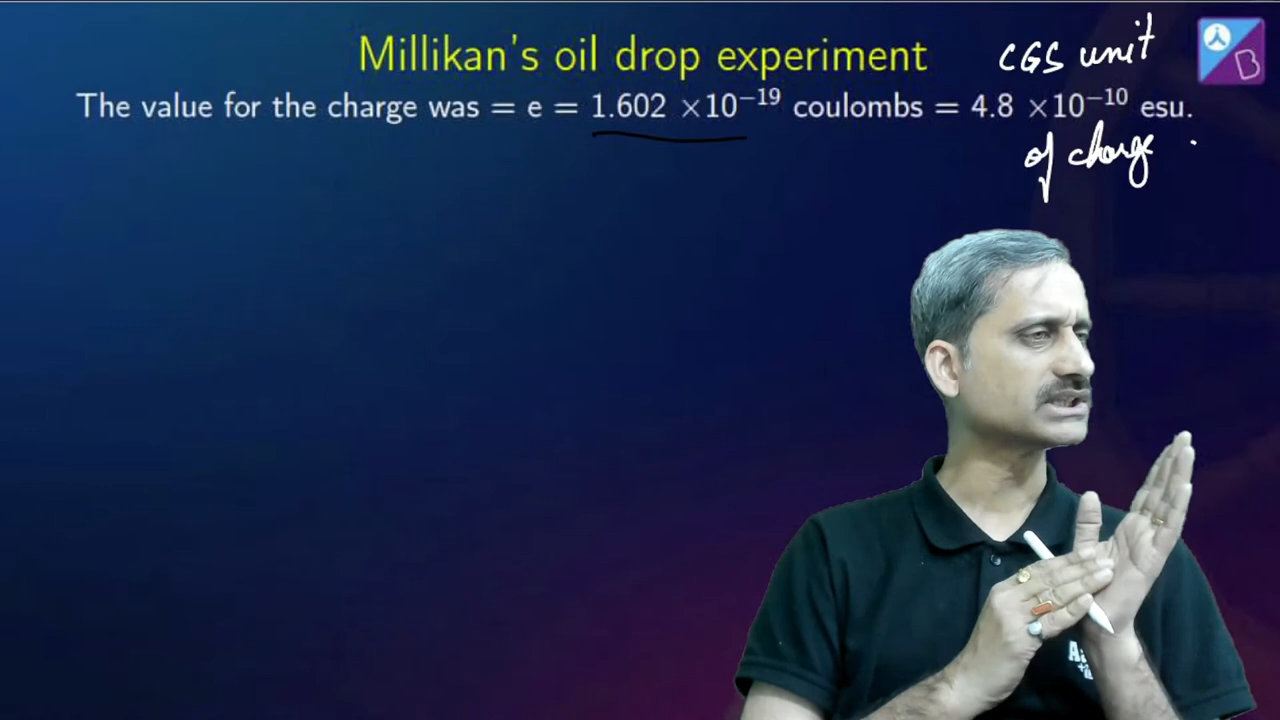 Millikan's oil drop experiment
CGS unit
The value for the charge was = e = 1.602 ×10⁻¹⁹ coulombs = 4.8 ×10⁻¹⁰ esu.
of charge